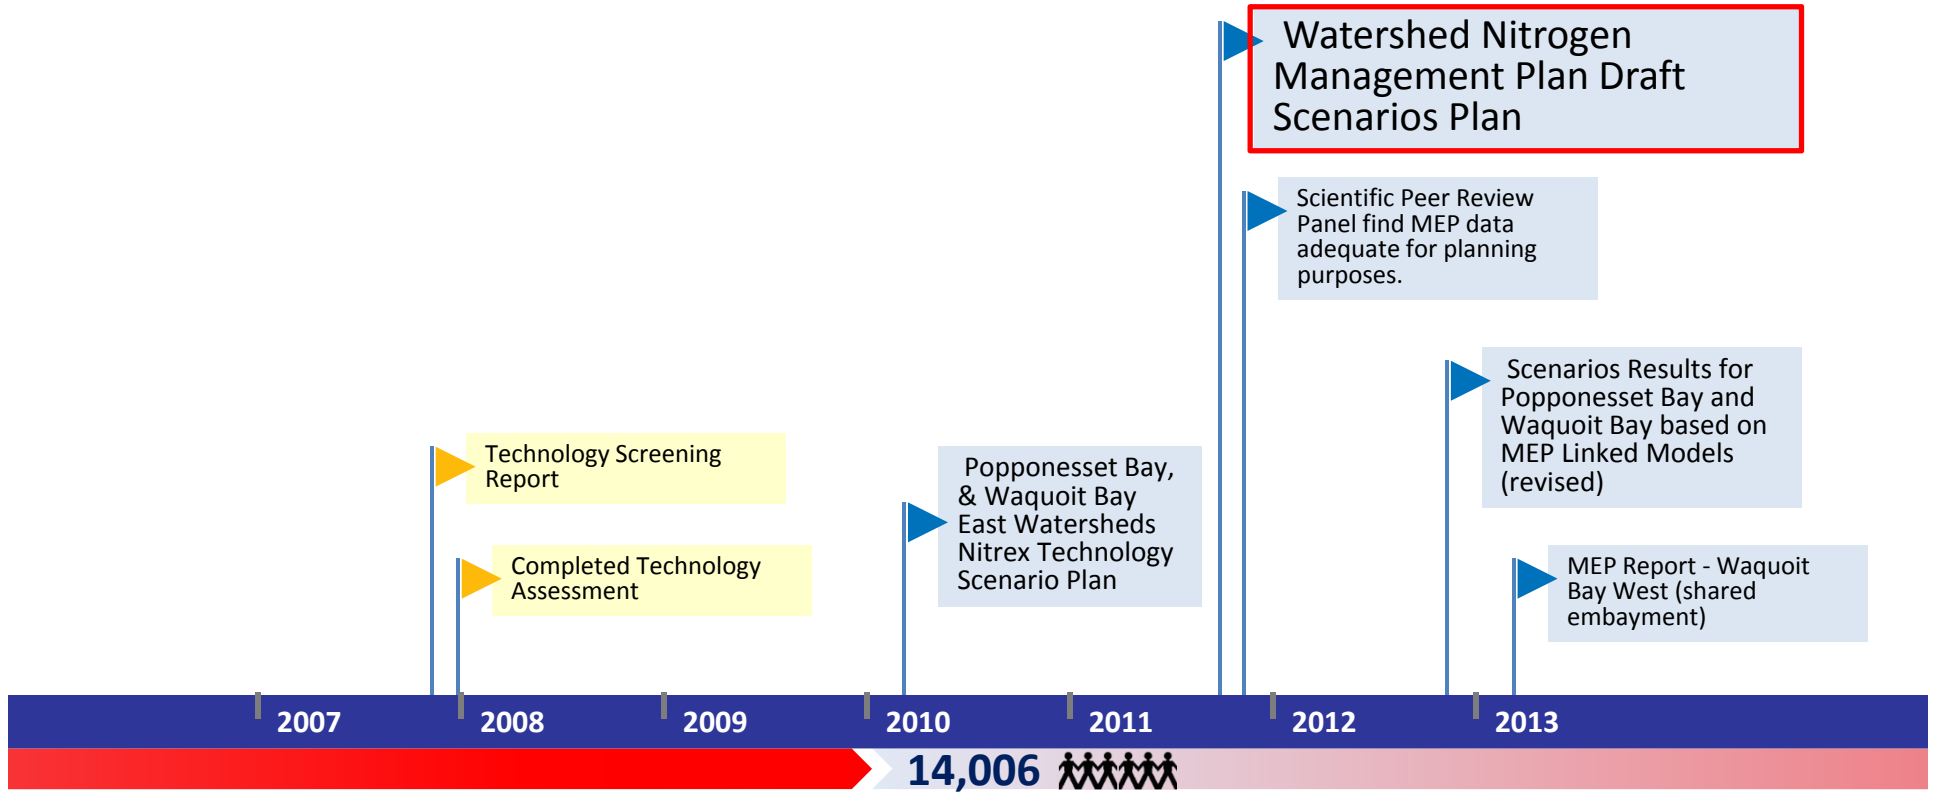 Watershed Nitrogen
Management Plan Draft
Scenarios Plan
Scientific Peer Review
Panel find MEP data
adequate for planning
purposes.
Scenarios Results for
Popponesset Bay and
Waquoit Bay based on
MEP Linked Models
(revised)
Technology Screening
Report
Popponesset Bay,
& Waquoit Bay
East Watersheds
Nitrex Technology
Scenario Plan
Completed Technology
Assessment
MEP Report - Waquoit
Bay West (shared
embayment)
2007 2008 2009 2010 2011 2012 2013
14,006